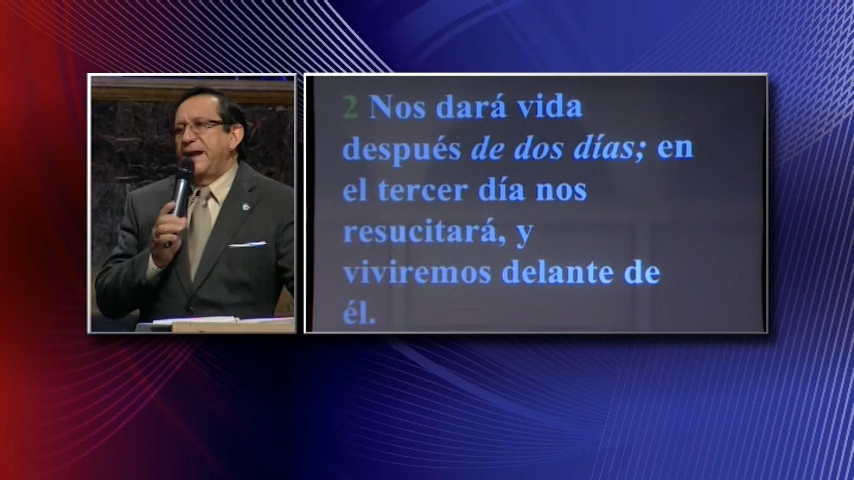 2 Nos dará vida
después de dos días; en
el tercer día nos
resucitará, y
viviremos delante de
él.